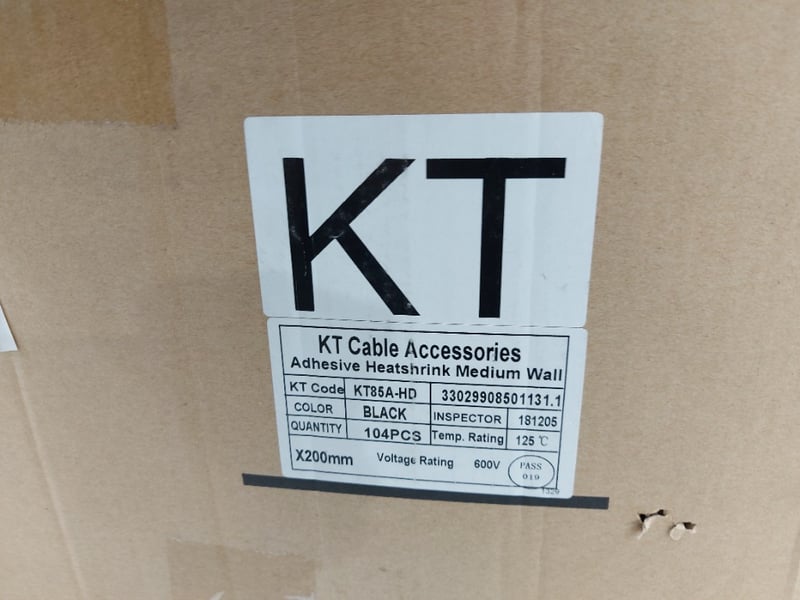 KT
KT Cable Accessories
Adhesive Heatshrink Medium Wall
KT Code KT85A-HD 33029908501131.1
COLOR BLACK INSPECTOR 181205
QUANTITY 104PCS Temp. Rating 125 ℃
X200mm Voltage Rating 600V PASS
019
1329